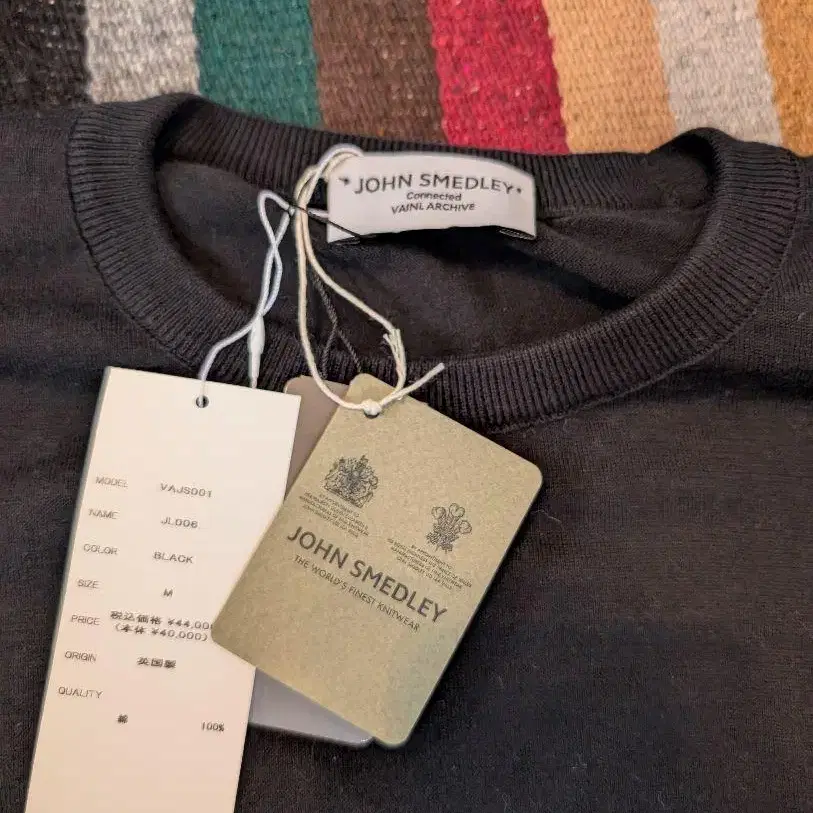 JOHN SMEDLEY
Connected
VAINL ARCHIVE
MODEL VAJS001
NAME JL006
COLOR BLACK
SIZE M
PRICE 税込価格 ¥44,00
(本体 ¥40,000)
ORIGIN 英国製
QUALITY
綿 100%
JOHN SMEDLEY
THE WORLD'S FINEST KNITWEAR